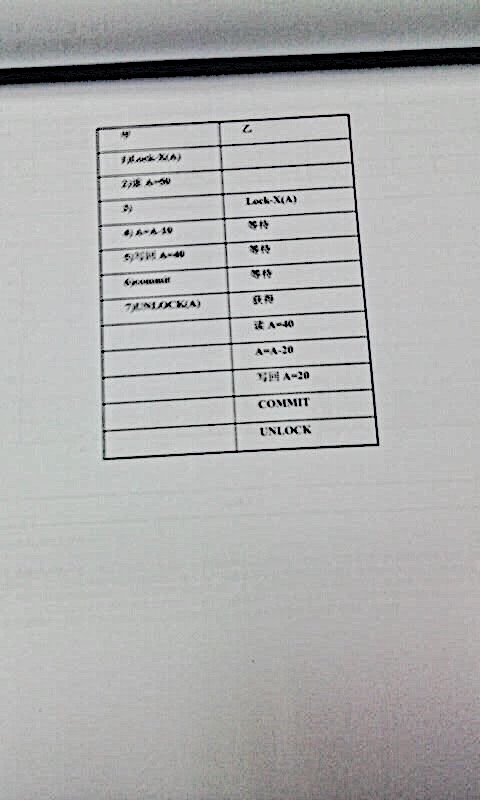 甲 乙
1)Lock-X(A)
2)读 A=50
3) Lock-X(A)
4) A=A-10 等待
5)写回 A=40 等待
6)commit 等待
7)UNLOCK(A) 获得
读 A=40
A=A-20
写回 A=20
COMMIT
UNLOCK